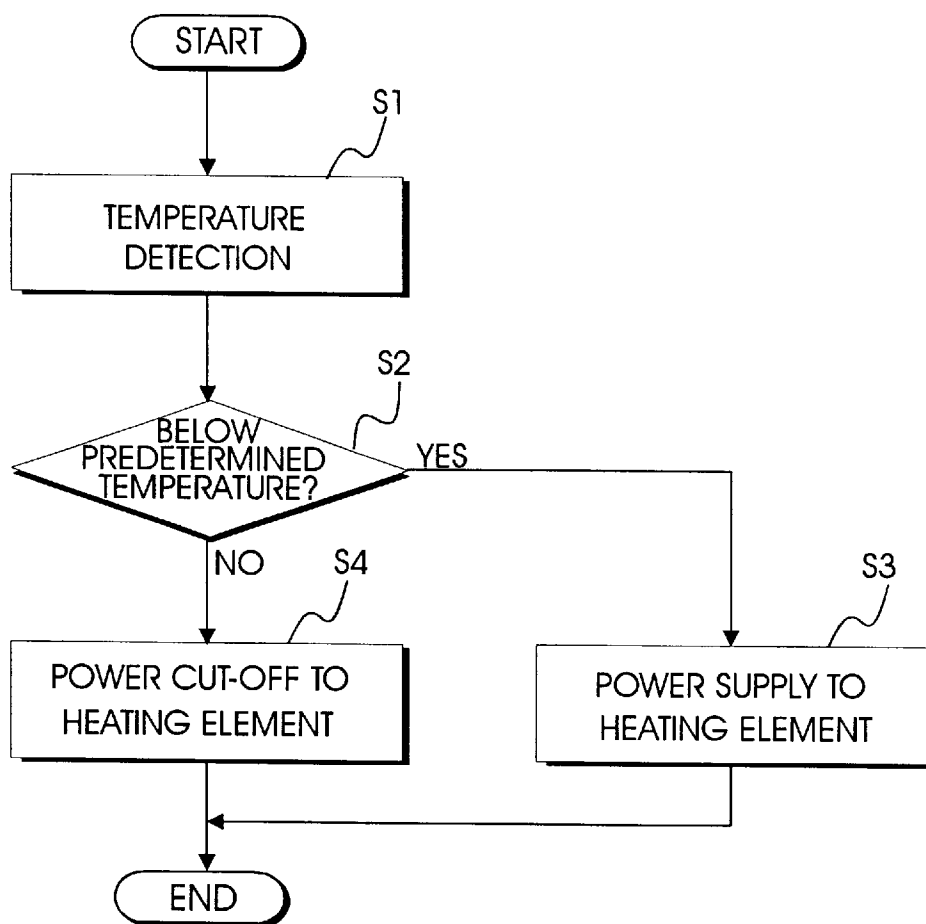 START
S1
TEMPERATURE
DETECTION
S2
BELOW
PREDETERMINED
TEMPERATURE?
YES
NO
S4
S3
POWER CUT-OFF TO
HEATING ELEMENT
POWER SUPPLY TO
HEATING ELEMENT
END